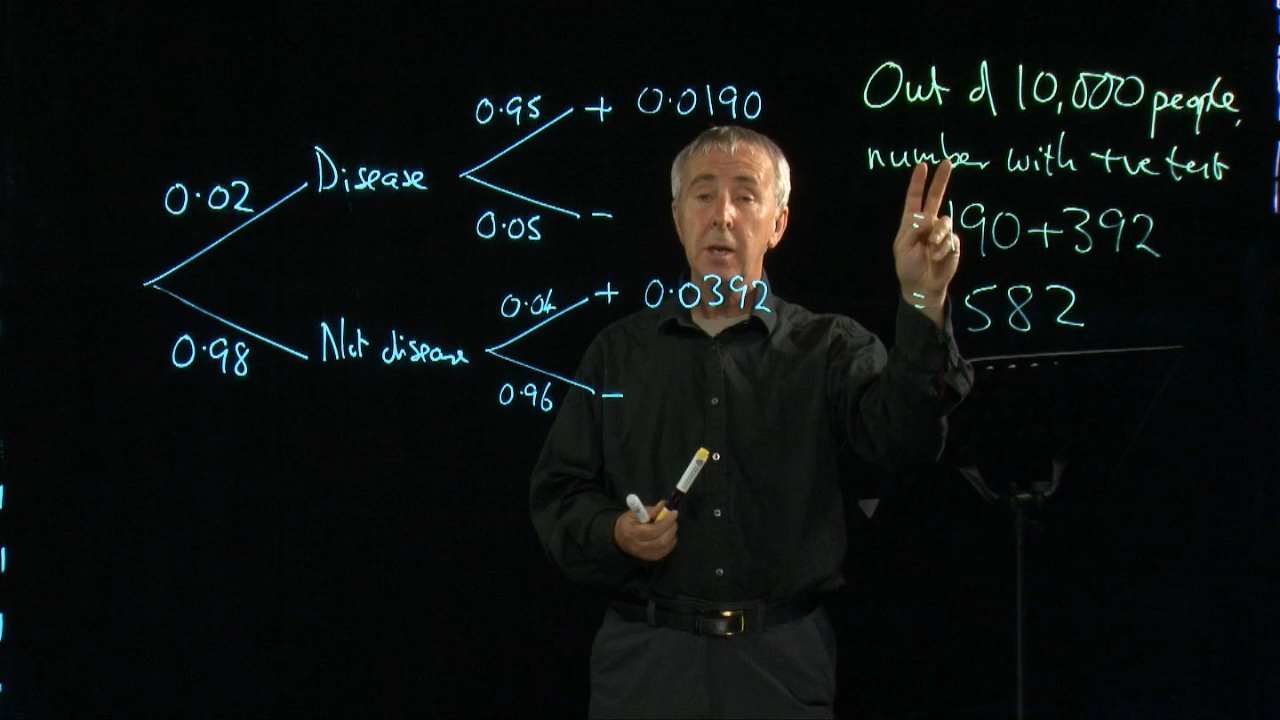 0.95 + 0.0190
0.02 Disease
0.05 −
0.04 + 0.0392
0.98 Not disease
0.96 −
Out of 10,000 people,
number with +ve test
= 190+392
= 582